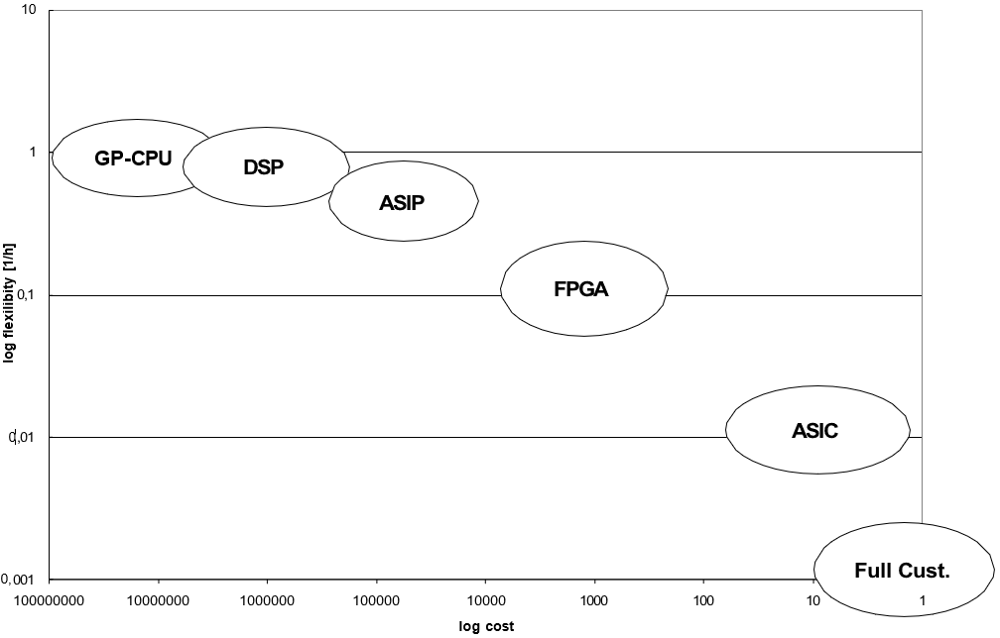 10
1
0,1
0,01
0,001
log flexilibity [1/h]
GP-CPU
DSP
ASIP
FPGA
ASIC
Full Cust.
100000000 10000000 1000000 100000 10000 1000 100 10 1
log cost